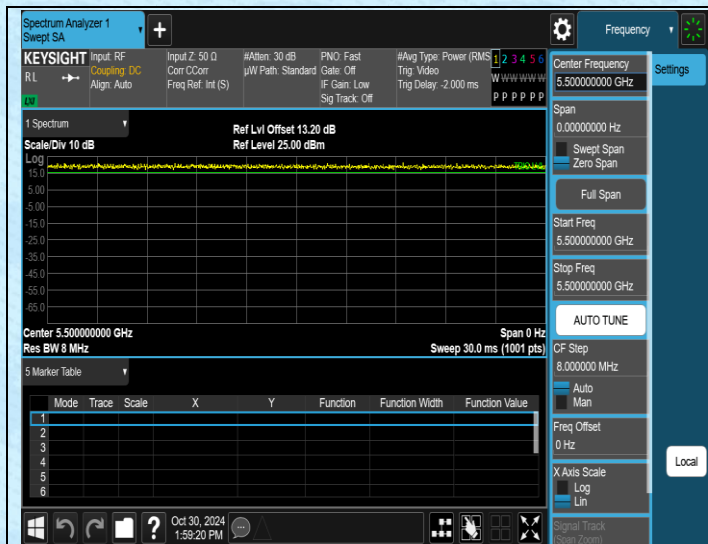 Spectrum Analyzer 1
Swept SA
+
Frequency
KEYSIGHT
RL
LXI
Input: RF
Coupling: DC
Align: Auto
Input Z: 50 Ω
Corr CCorr
Freq Ref: Int (S)
#Atten: 30 dB
µW Path: Standard
PNO: Fast
Gate: Off
IF Gain: Low
Sig Track: Off
#Avg Type: Power (RMS
Trig: Video
Trig Delay: -2.000 ms
1 2 3 4 5 6
W W W W W W
P P P P P P
Center Frequency
5.500000000 GHz
Settings
Span
0.00000000 Hz
Swept Span
Zero Span
Full Span
Start Freq
5.500000000 GHz
Stop Freq
5.500000000 GHz
AUTO TUNE
CF Step
8.000000 MHz
Auto
Man
Freq Offset
0 Hz
X Axis Scale
Log
Lin
Signal Track
(Span Zoom)
Local
1 Spectrum
Scale/Div 10 dB
Ref Lvl Offset 13.20 dB
Ref Level 25.00 dBm
Log
15.0
5.00
-5.00
-15.0
-25.0
-35.0
-45.0
-55.0
-65.0
Center 5.500000000 GHz
Span 0 Hz
Res BW 8 MHz
Sweep 30.0 ms (1001 pts)
5 Marker Table
Mode Trace Scale X Y Function Function Width Function Value
1
2
3
4
5
6
?
Oct 30, 2024
1:59:20 PM